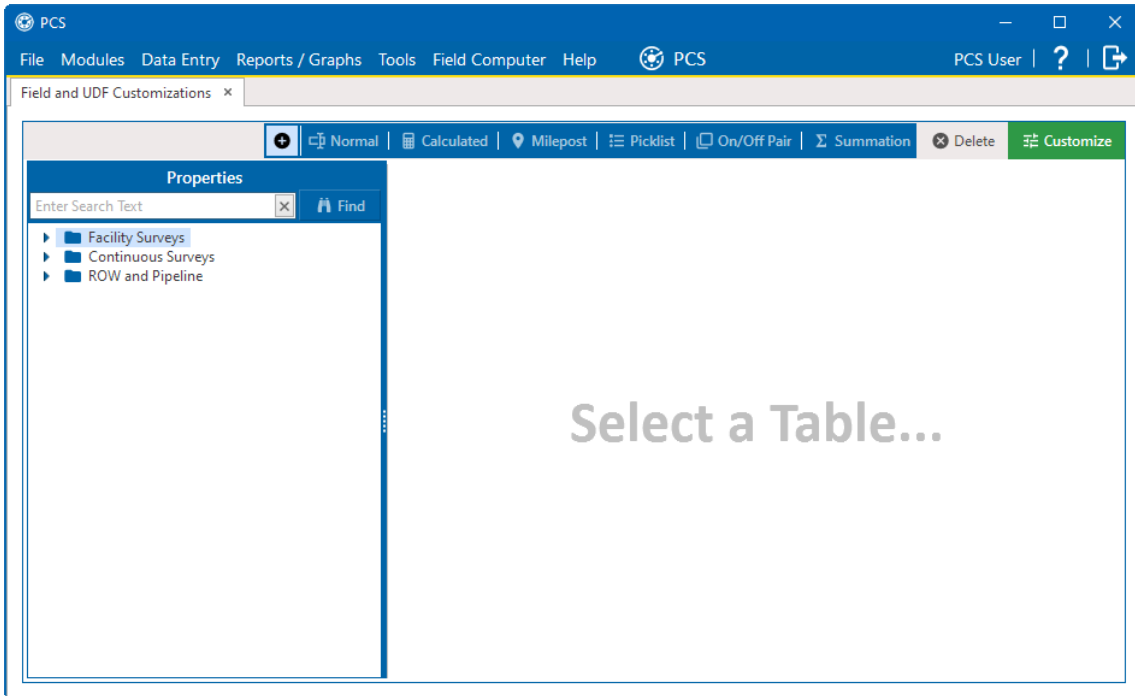 PCS
File Modules Data Entry Reports / Graphs Tools Field Computer Help PCS PCS User | ? |
Field and UDF Customizations ×
Normal | Calculated | Milepost | Picklist | On/Off Pair | Σ Summation Delete Customize
Properties
Enter Search Text Find
Facility Surveys
Continuous Surveys
ROW and Pipeline
Select a Table...